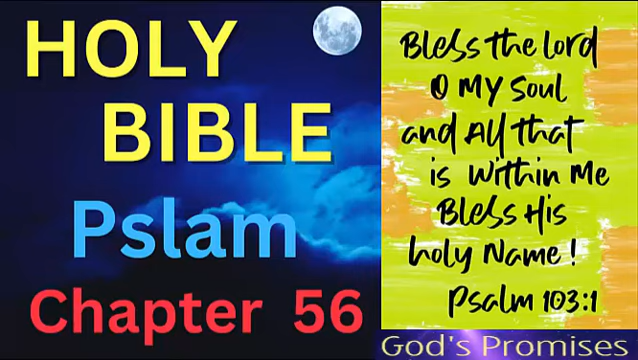 HOLY
BIBLE
Pslam
Chapter 56
Bless the lord
O MY Soul
and All that
is Within Me
Bless His
holy Name!
Psalm 103:1
God's Promises